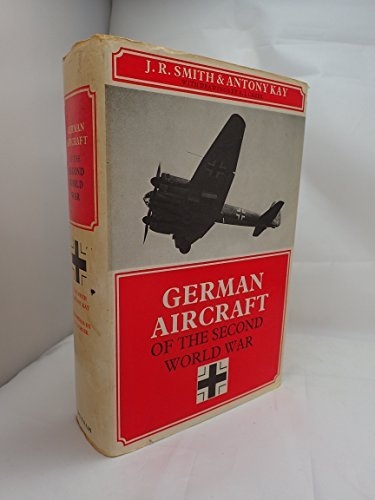 J. R. SMITH & ANTONY KAY
GERMAN
AIRCRAFT
OF THE SECOND
WORLD WAR
GERMAN
AIRCRAFT
OF THE
SECOND
WORLD
WAR